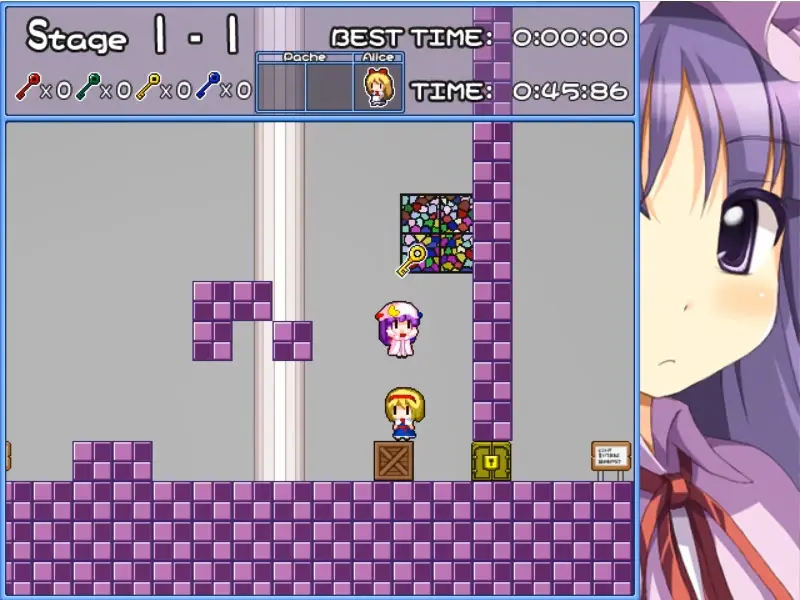 Stage 1 - 1
BEST TIME: 0:00:00
Pache
Alice
x0 x0 x0 x0
TIME: 0:45:86